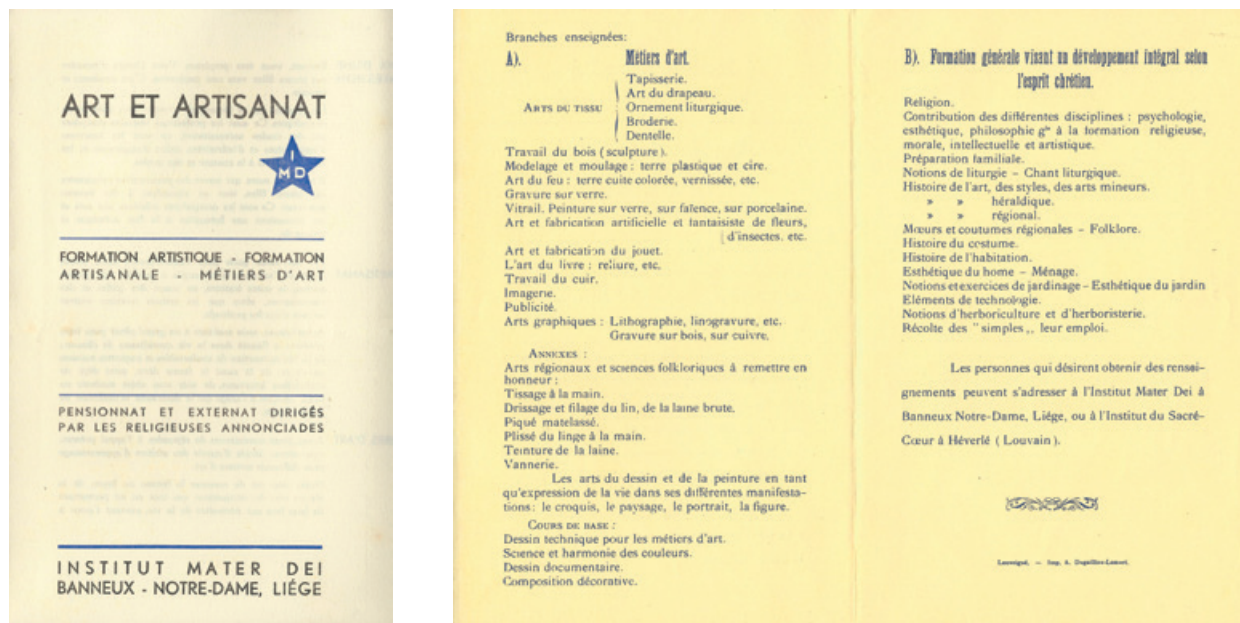 ART ET ARTISANAT
I
MD
FORMATION ARTISTIQUE - FORMATION
ARTISANALE - MÉTIERS D'ART
PENSIONNAT ET EXTERNAT DIRIGÉS
PAR LES RELIGIEUSES ANNONCIADES
INSTITUT MATER DEI
BANNEUX - NOTRE-DAME, LIÉGE
Branches enseignées:
A). Métiers d'art.
Tapisserie.
Art du drapeau.
ARTS DU TISSU Ornement liturgique.
Broderie.
Dentelle.
Travail du bois (sculpture).
Modelage et moulage : terre plastique et cire.
Art du feu : terre cuite colorée, vernissée, etc.
Gravure sur verre.
Vitrail. Peinture sur verre, sur faïence, sur porcelaine.
Art et fabrication artificielle et fantaisiste de fleurs,
d'insectes. etc.
Art et fabrication du jouet.
L'art du livre : reliure, etc.
Travail du cuir.
Imagerie.
Publicité.
Arts graphiques : Lithographie, linogravure, etc.
Gravure sur bois, sur cuivre.
ANNEXES :
Arts régionaux et sciences folkloriques à remettre en
honneur :
Tissage à la main.
Drissage et filage du lin, de la laine brute.
Piqué matelassé.
Plissé du linge à la main.
Teinture de la laine.
Vannerie.
Les arts du dessin et de la peinture en tant
qu'expression de la vie dans ses différentes manifesta-
tions : le croquis, le paysage, le portrait, la figure.
COURS DE BASE :
Dessin technique pour les métiers d'art.
Science et harmonie des couleurs.
Dessin documentaire.
Composition décorative.
B). Formation générale visant un développement intégral selon
l'esprit chrétien.
Religion.
Contribution des différentes disciplines : psychologie,
esthétique, philosophie gle à la formation religieuse,
morale, intellectuelle et artistique.
Préparation familiale.
Notions de liturgie - Chant liturgique.
Histoire de l'art, des styles, des arts mineurs.
» » héraldique.
» » régional.
Mœurs et coutumes régionales - Folklore.
Histoire du costume.
Histoire de l'habitation.
Esthétique du home - Ménage.
Notions et exercices de jardinage - Esthétique du jardin
Eléments de technologie.
Notions d'herboriculture et d'herboristerie.
Récolte des "simples,, leur emploi.
Les personnes qui désirent obtenir des rensei-
gnements peuvent s'adresser à l'Institut Mater Dei à
Banneux Notre-Dame, Liége, ou à l'Institut du Sacré-
Cœur à Héverlé (Louvain).
Louveigné. — Imp. A.